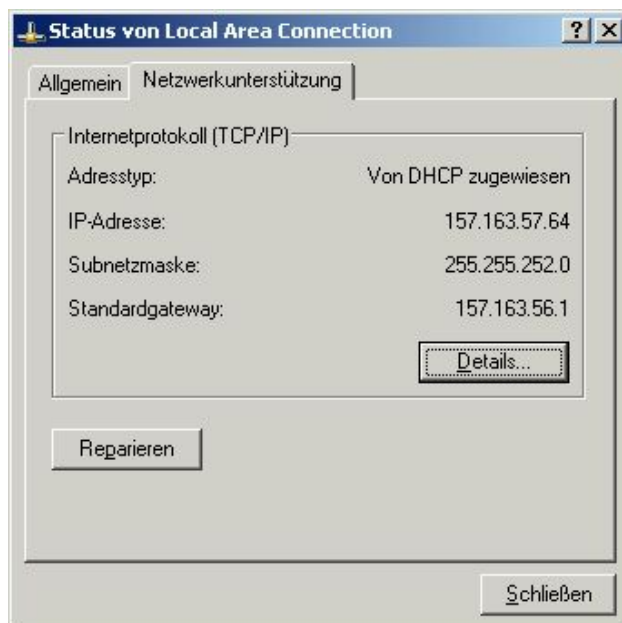 Status von Local Area Connection
Allgemein Netzwerkunterstützung
Internetprotokoll (TCP/IP)
Adresstyp: Von DHCP zugewiesen
IP-Adresse: 157.163.57.64
Subnetzmaske: 255.255.252.0
Standardgateway: 157.163.56.1
Details...
Reparieren
Schließen